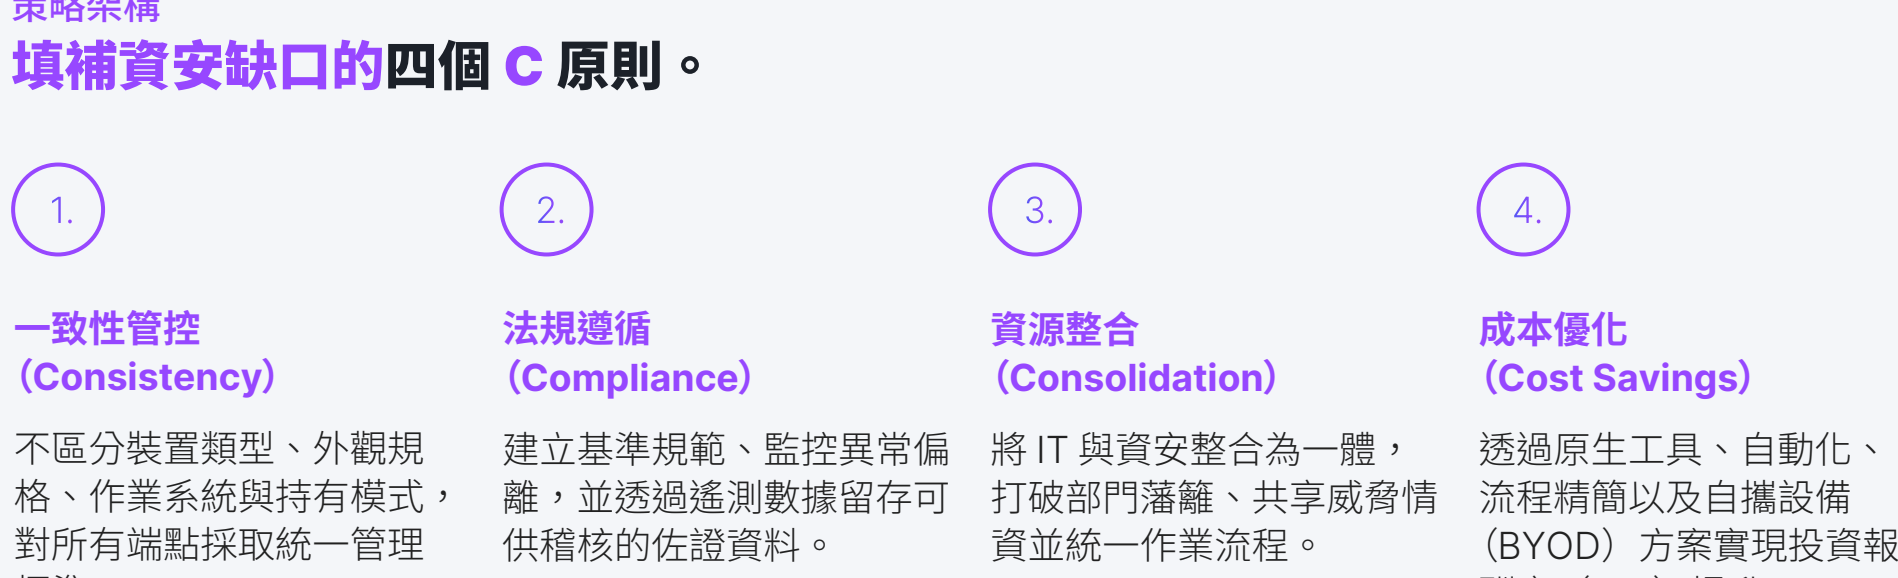 策略架構
填補資安缺口的四個 C 原則。
1.
一致性管控
（Consistency）
不區分裝置類型、外觀規
格、作業系統與持有模式，
對所有端點採取統一管理
2.
法規遵循
（Compliance）
建立基準規範、監控異常偏
離，並透過遙測數據留存可
供稽核的佐證資料。
3.
資源整合
（Consolidation）
將 IT 與資安整合為一體，
打破部門藩籬、共享威脅情
資並統一作業流程。
4.
成本優化
（Cost Savings）
透過原生工具、自動化、
流程精簡以及自攜設備
（BYOD）方案實現投資報